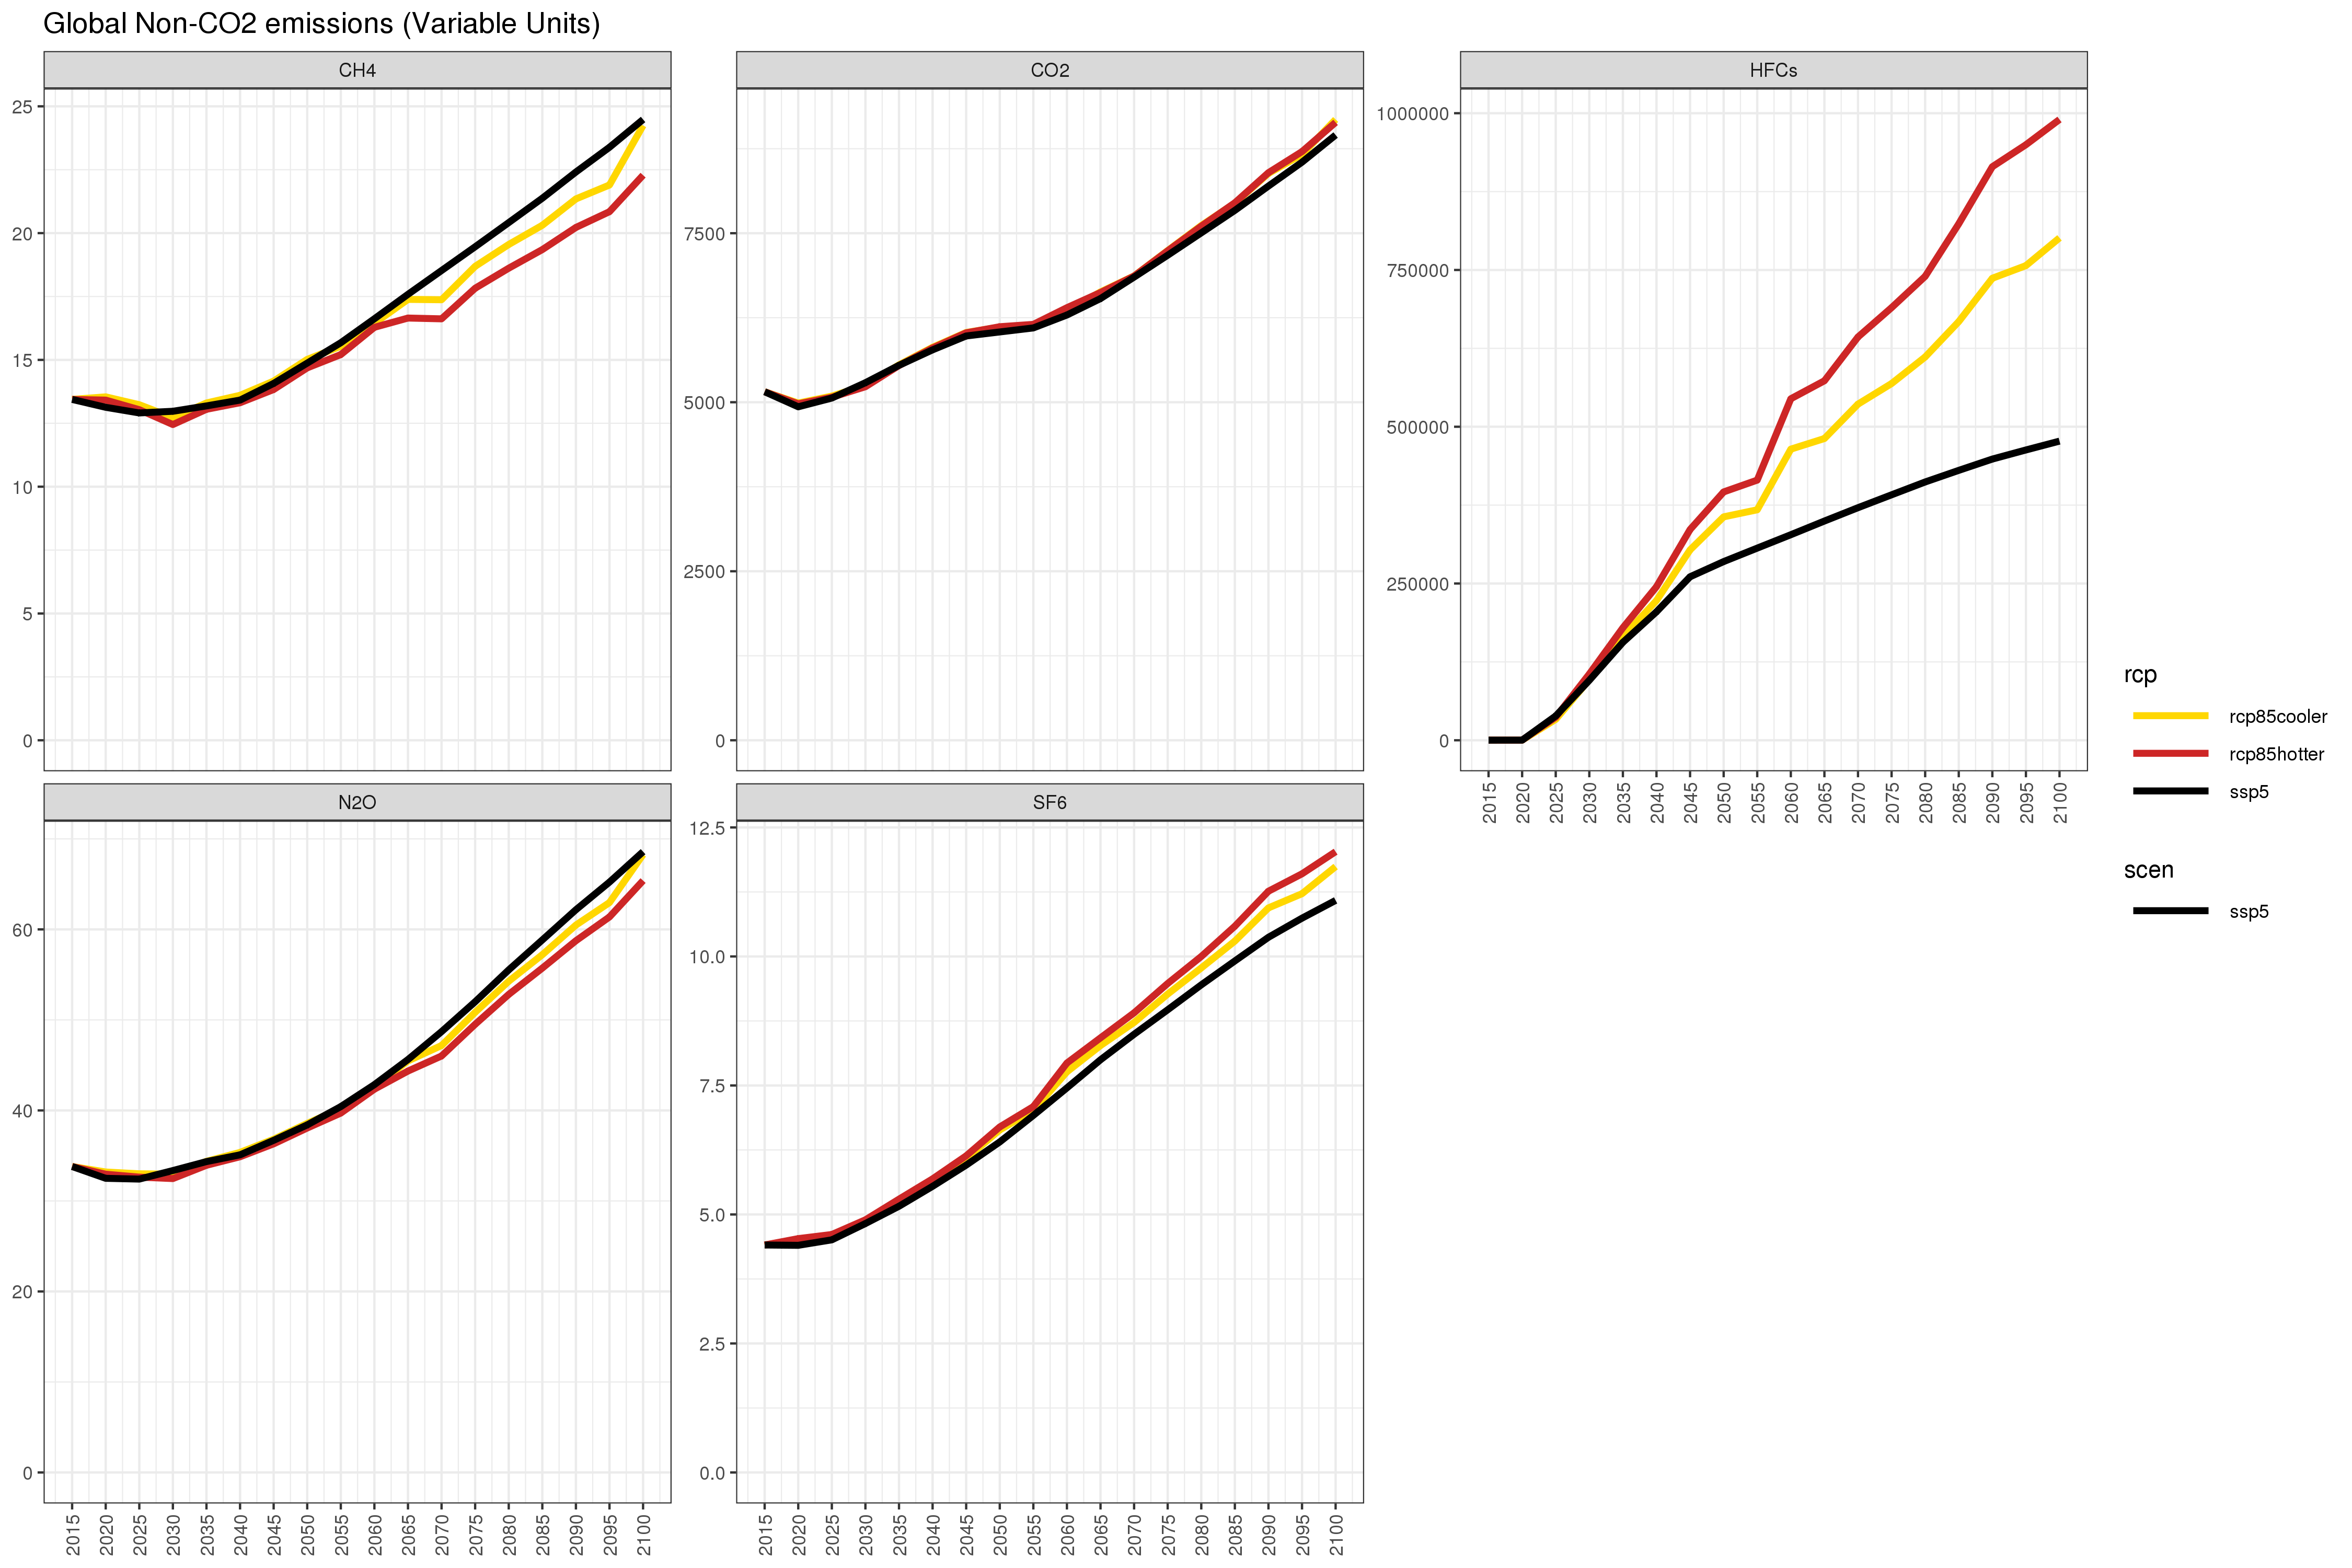 Global Non-CO2 emissions (Variable Units)
CH4
CO2
HFCs
25
20
15
10
5
0
7500
5000
2500
0
1000000
750000
500000
250000
0
2015 2020 2025 2030 2035 2040 2045 2050 2055 2060 2065 2070 2075 2080 2085 2090 2095 2100
N2O
SF6
60
40
20
0
12.5
10.0
7.5
5.0
2.5
0.0
2015 2020 2025 2030 2035 2040 2045 2050 2055 2060 2065 2070 2075 2080 2085 2090 2095 2100
2015 2020 2025 2030 2035 2040 2045 2050 2055 2060 2065 2070 2075 2080 2085 2090 2095 2100
rcp
rcp85cooler
rcp85hotter
ssp5
scen
ssp5